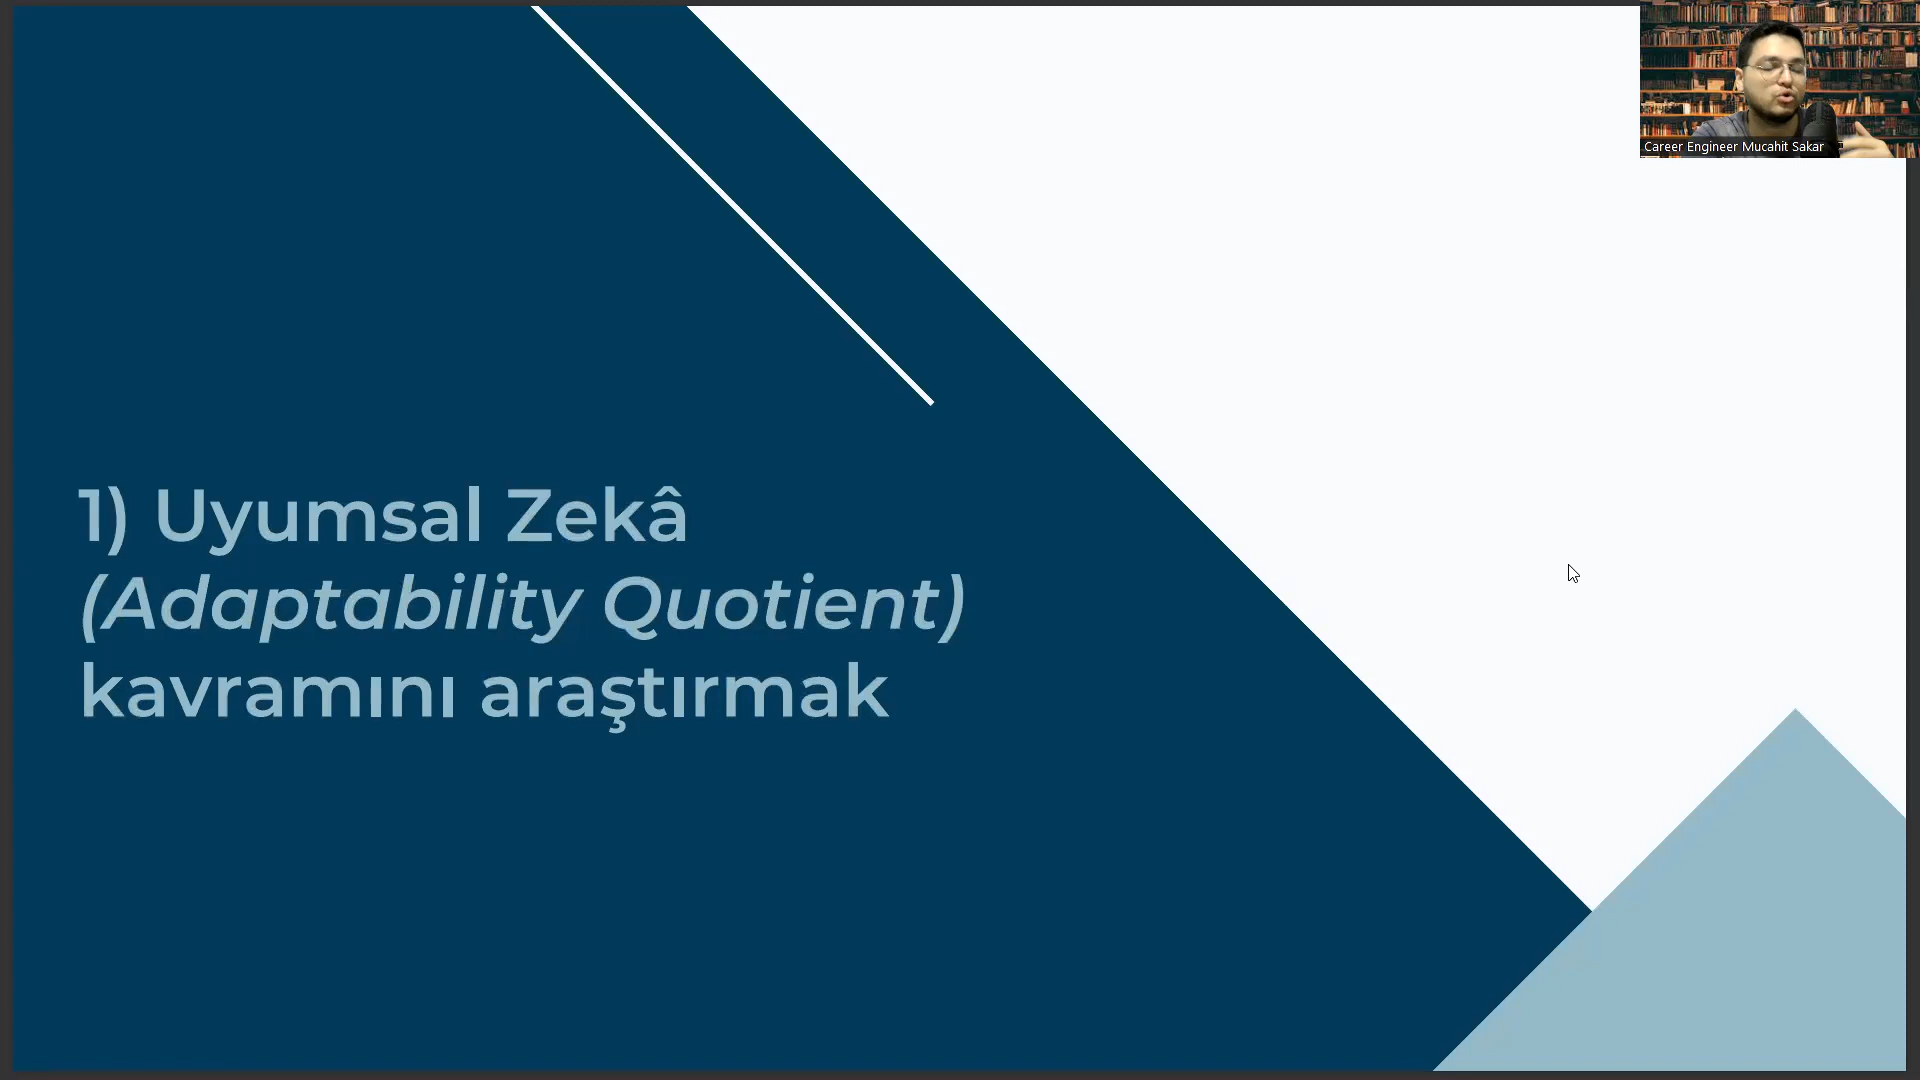 Career Engineer Mucahit Sakar
1) Uyumsal Zekâ
(Adaptability Quotient)
kavramını araştırmak